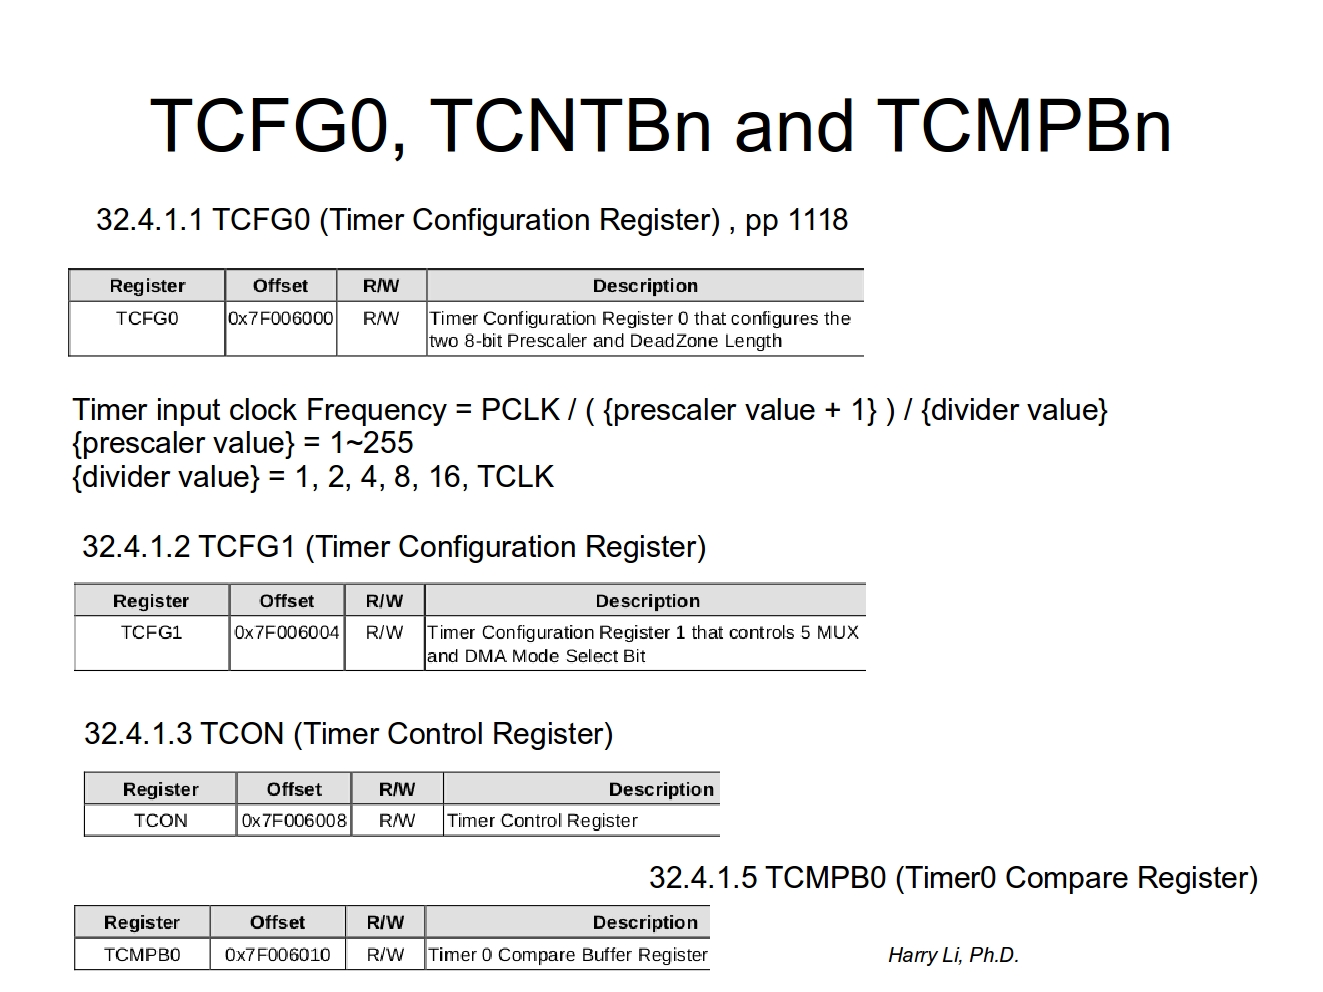 TCFG0, TCNTBn and TCMPBn
32.4.1.1 TCFG0 (Timer Configuration Register) , pp 1118
Register Offset R/W Description
TCFG0 0x7F006000 R/W Timer Configuration Register 0 that configures the
two 8-bit Prescaler and DeadZone Length
Timer input clock Frequency = PCLK / ( {prescaler value + 1} ) / {divider value}
{prescaler value} = 1~255
{divider value} = 1, 2, 4, 8, 16, TCLK
32.4.1.2 TCFG1 (Timer Configuration Register)
Register Offset R/W Description
TCFG1 0x7F006004 R/W Timer Configuration Register 1 that controls 5 MUX
and DMA Mode Select Bit
32.4.1.3 TCON (Timer Control Register)
Register Offset R/W Description
TCON 0x7F006008 R/W Timer Control Register
32.4.1.5 TCMPB0 (Timer0 Compare Register)
Register Offset R/W Description
TCMPB0 0x7F006010 R/W Timer 0 Compare Buffer Register
Harry Li, Ph.D.